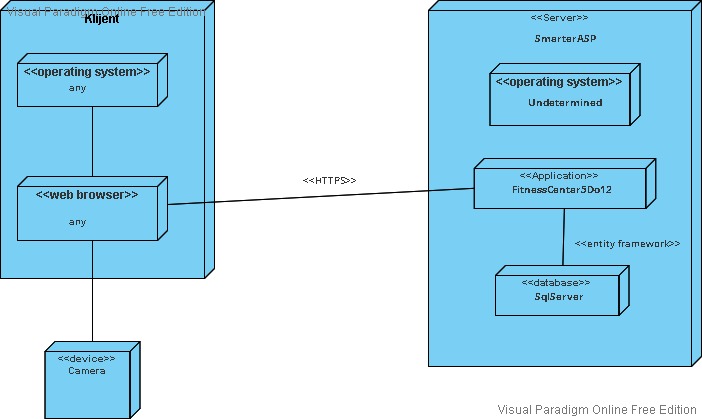 Visual Paradigm Online Free Edition
Klijent
<<operating system>>
any
<<web browser>>
any
<<device>>
Camera
<<HTTPS>>
<<Server>>
SmarterASP
<<operating system>>
Undetermined
<<Application>>
FitnessCenter5Do12
<<entity framework>>
<<database>>
SqlServer
Visual Paradigm Online Free Edition